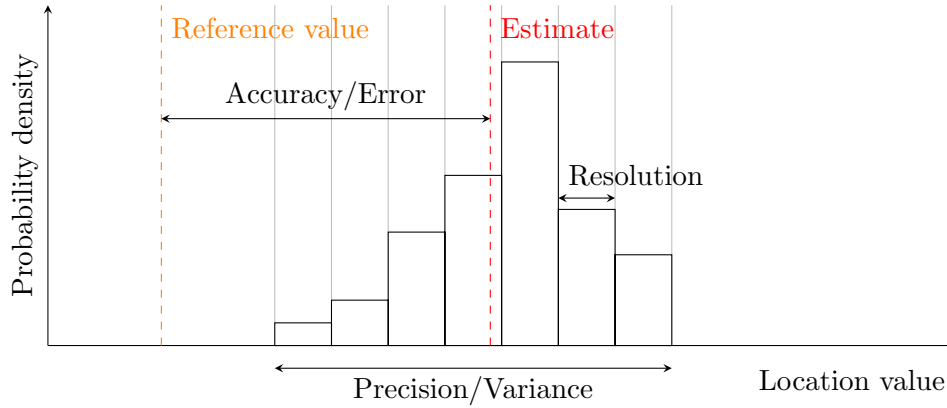 Reference value
Estimate
Accuracy/Error
Probability density
Resolution
Precision/Variance
Location value